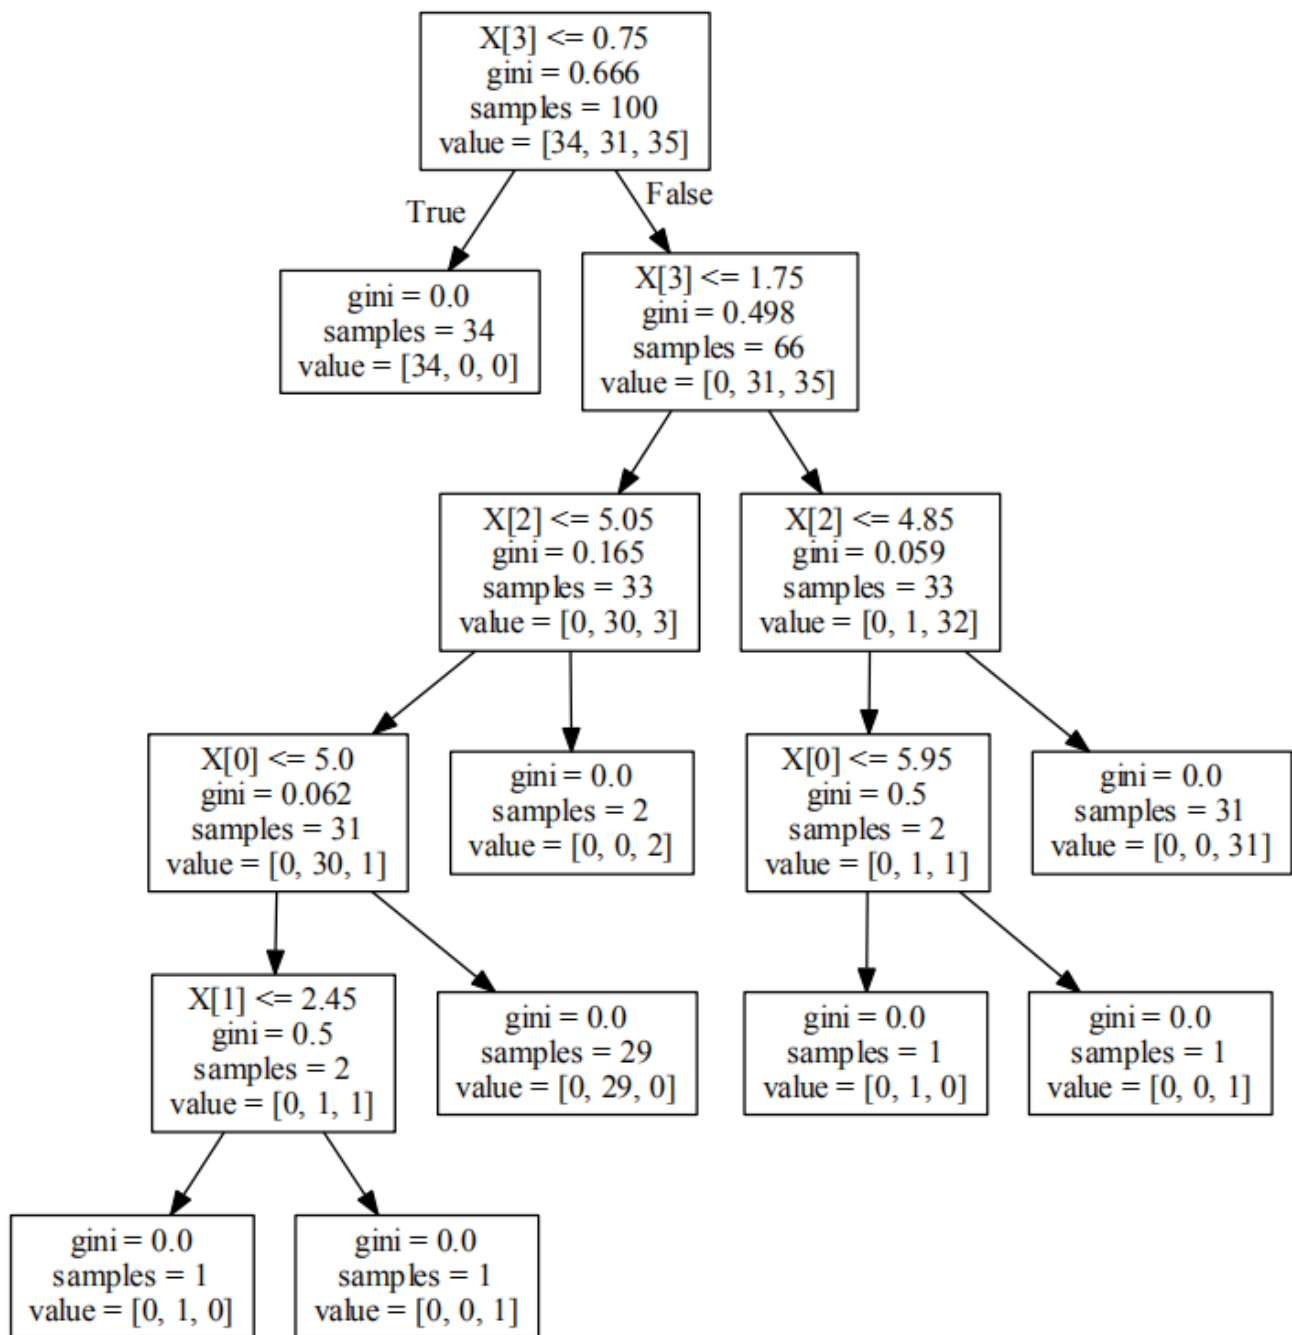 X[3] <= 0.75
gini = 0.666
samples = 100
value = [34, 31, 35]
True
False
gini = 0.0
samples = 34
value = [34, 0, 0]
X[3] <= 1.75
gini = 0.498
samples = 66
value = [0, 31, 35]
X[2] <= 5.05
gini = 0.165
samples = 33
value = [0, 30, 3]
X[2] <= 4.85
gini = 0.059
samples = 33
value = [0, 1, 32]
X[0] <= 5.0
gini = 0.062
samples = 31
value = [0, 30, 1]
gini = 0.0
samples = 2
value = [0, 0, 2]
X[0] <= 5.95
gini = 0.5
samples = 2
value = [0, 1, 1]
gini = 0.0
samples = 31
value = [0, 0, 31]
X[1] <= 2.45
gini = 0.5
samples = 2
value = [0, 1, 1]
gini = 0.0
samples = 29
value = [0, 29, 0]
gini = 0.0
samples = 1
value = [0, 1, 0]
gini = 0.0
samples = 1
value = [0, 0, 1]
gini = 0.0
samples = 1
value = [0, 1, 0]
gini = 0.0
samples = 1
value = [0, 0, 1]